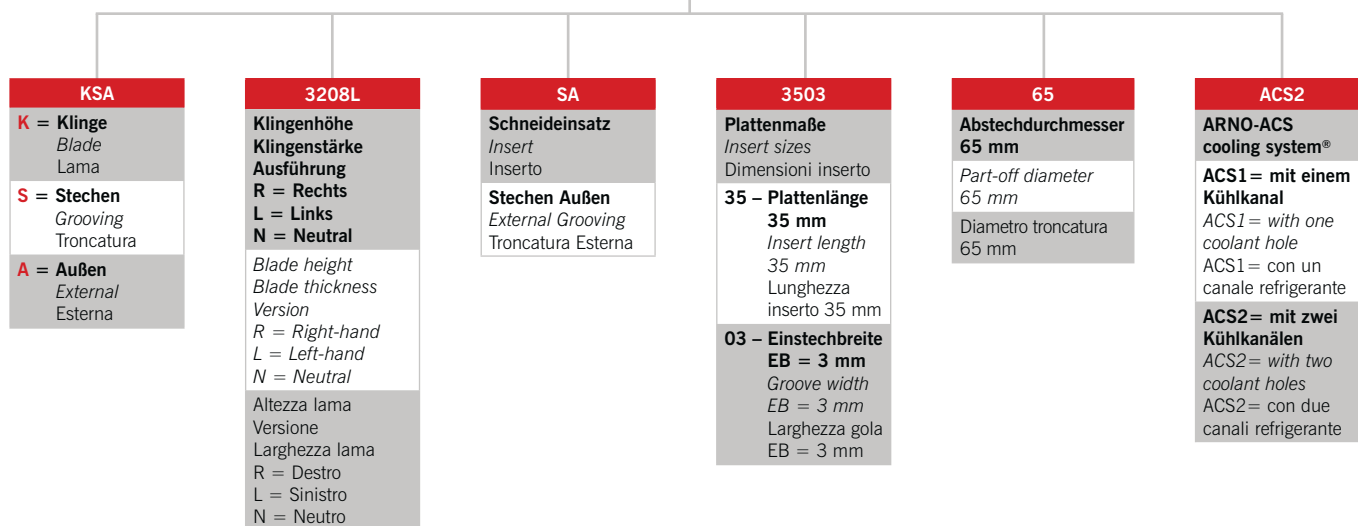 KSA
K = Klinge
Blade
Lama
S = Stechen
Grooving
Troncatura
A = Außen
External
Esterna
3208L
Klingenhöhe
Klingenstärke
Ausführung
R = Rechts
L = Links
N = Neutral
Blade height
Blade thickness
Version
R = Right-hand
L = Left-hand
N = Neutral
Altezza lama
Versione
Larghezza lama
R = Destro
L = Sinistro
N = Neutro
SA
Schneideinsatz
Insert
Inserto
Stechen Außen
External Grooving
Troncatura Esterna
3503
Plattenmaße
Insert sizes
Dimensioni inserto
35 – Plattenlänge
35 mm
Insert length
35 mm
Lunghezza
inserto 35 mm
03 – Einstechbreite
EB = 3 mm
Groove width
EB = 3 mm
Larghezza gola
EB = 3 mm
65
Abstechdurchmesser
65 mm
Part-off diameter
65 mm
Diametro troncatura
65 mm
ACS2
ARNO-ACS
cooling system®
ACS1= mit einem
Kühlkanal
ACS1= with one
coolant hole
ACS1= con un
canale refrigerante
ACS2= mit zwei
Kühlkanälen
ACS2= with two
coolant holes
ACS2= con due
canali refrigerante